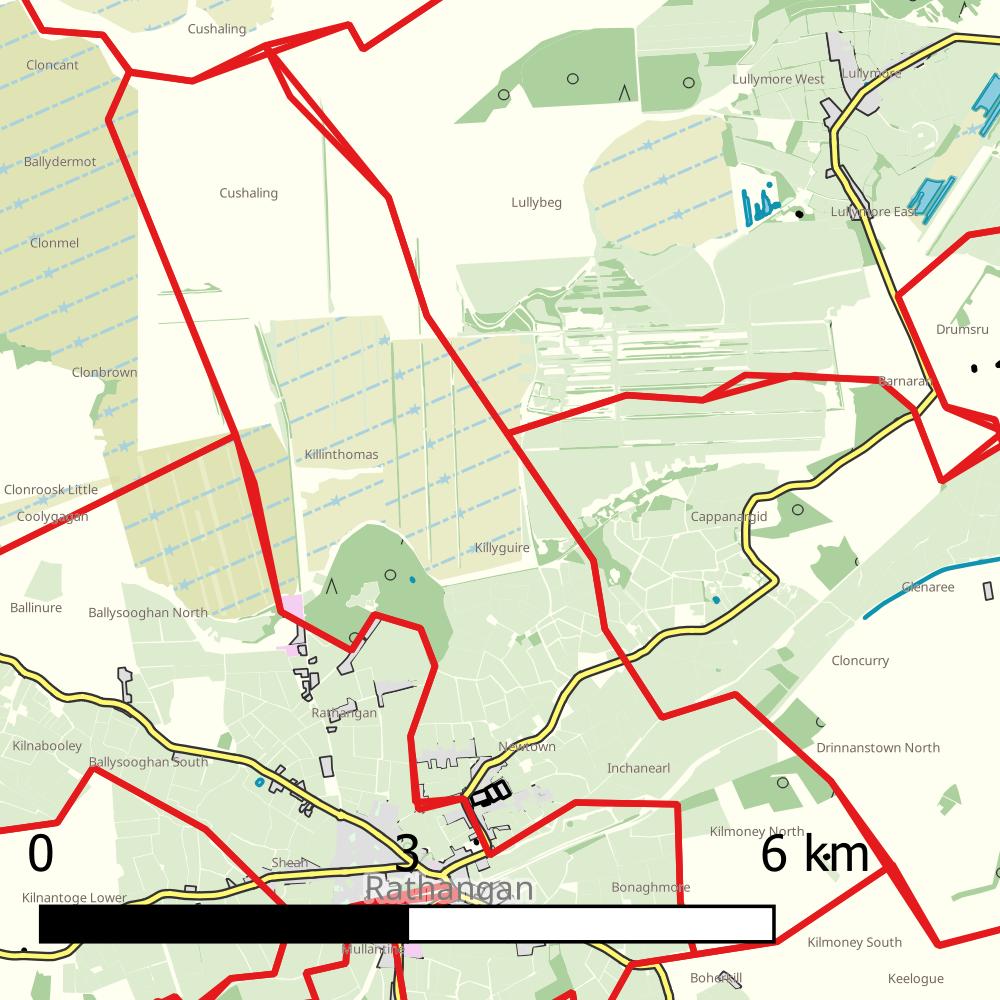 Cushaling
Cloncant
Lullymore West
Lullymore
Ballydermot
Cushaling
Lullybeg
Lullymore East
Clonmel
Drumsru
Clonbrown
Barnaran
Killinthomas
Clonroosk Little
Coolygagan
Cappanargid
Killyguire
Glenaree
Ballinure
Ballysooghan North
Cloncurry
Rathangan
Kilnabooley
Newtown
Drinnanstown North
Ballysooghan South
Inchanearl
Kilmoney North
0
3
6 km
Shean
Rathangan
Bonaghmore
Kilnantoge Lower
Kilmoney South
Mullantine
Boherkill
Keelogue